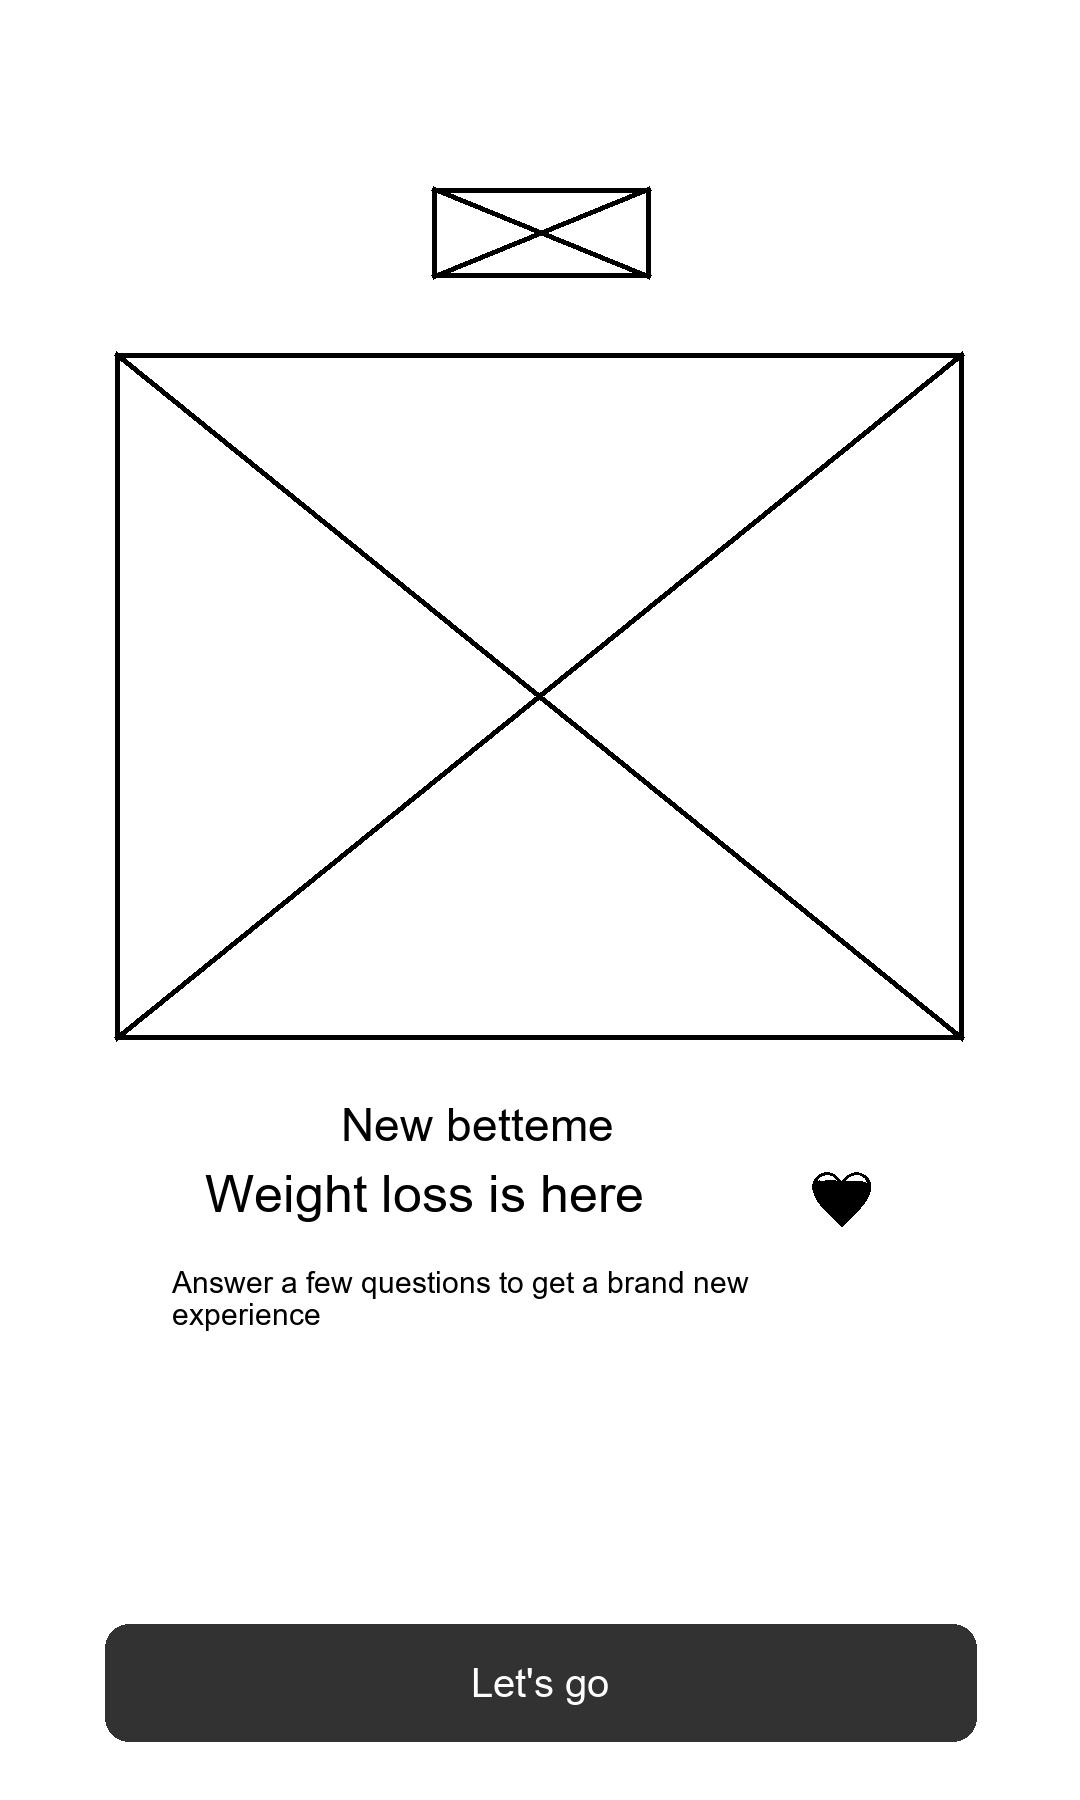 New betteme
Weight loss is here
Answer a few questions to get a brand new
experience
Let's go